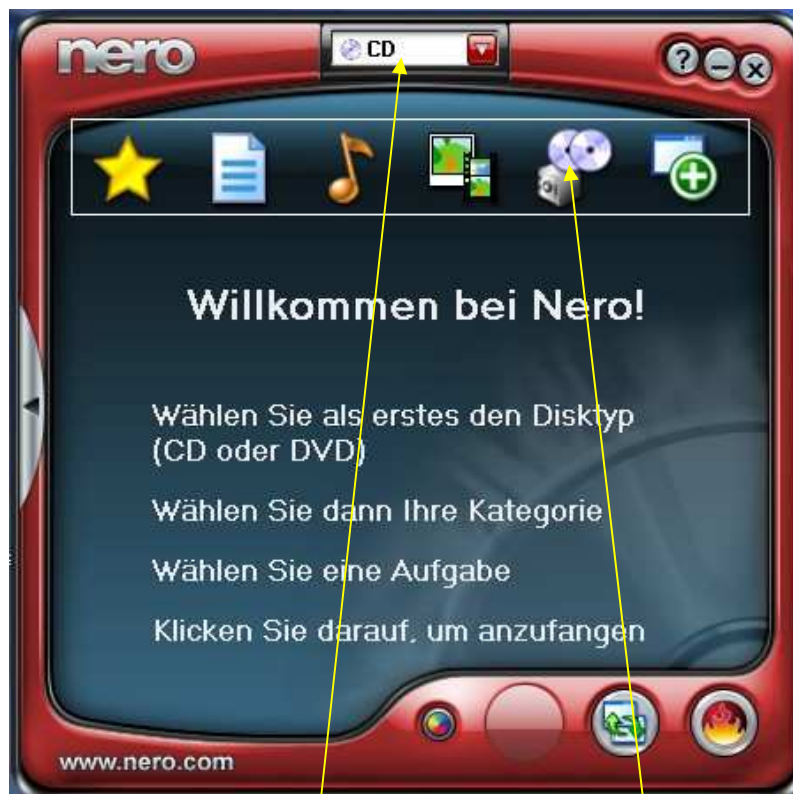 nero
CD
?
Willkommen bei Nero!
Wählen Sie als erstes den Disktyp
(CD oder DVD)
Wählen Sie dann Ihre Kategorie
Wählen Sie eine Aufgabe
Klicken Sie darauf, um anzufangen
www.nero.com